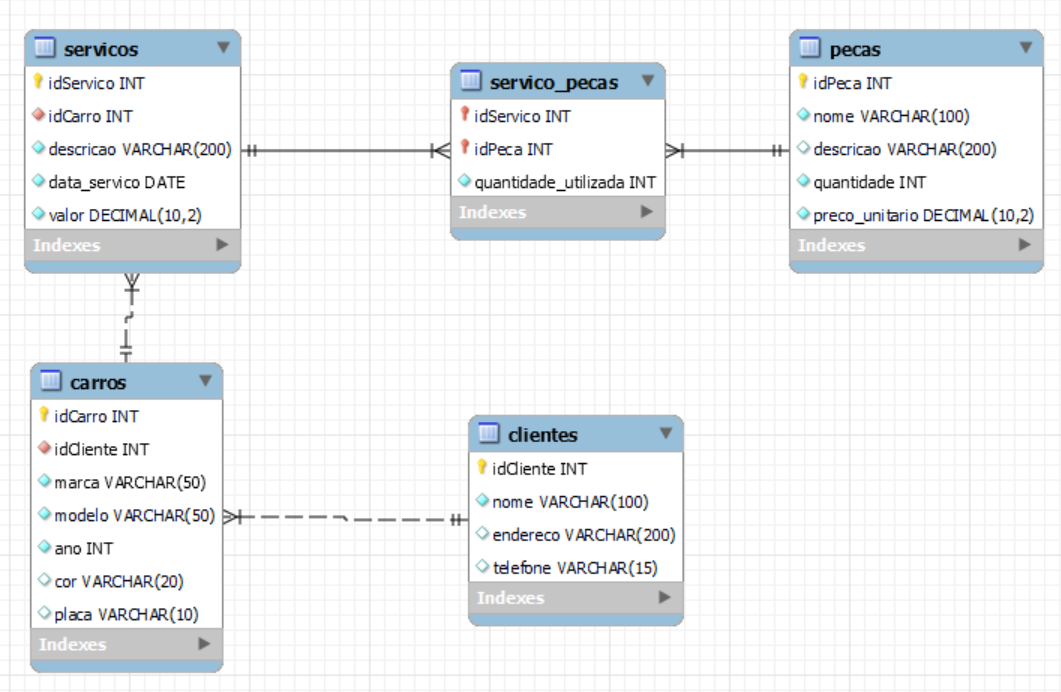 servicos
idServico INT
idCarro INT
descricao VARCHAR(200)
data_servico DATE
valor DECIMAL(10,2)
Indexes
servico_pecas
idServico INT
idPeca INT
quantidade_utilizada INT
Indexes
pecas
idPeca INT
nome VARCHAR(100)
descricao VARCHAR(200)
quantidade INT
preco_unitario DECIMAL(10,2)
Indexes
carros
idCarro INT
idCliente INT
marca VARCHAR(50)
modelo VARCHAR(50)
ano INT
cor VARCHAR(20)
placa VARCHAR(10)
Indexes
clientes
idCliente INT
nome VARCHAR(100)
endereco VARCHAR(200)
telefone VARCHAR(15)
Indexes